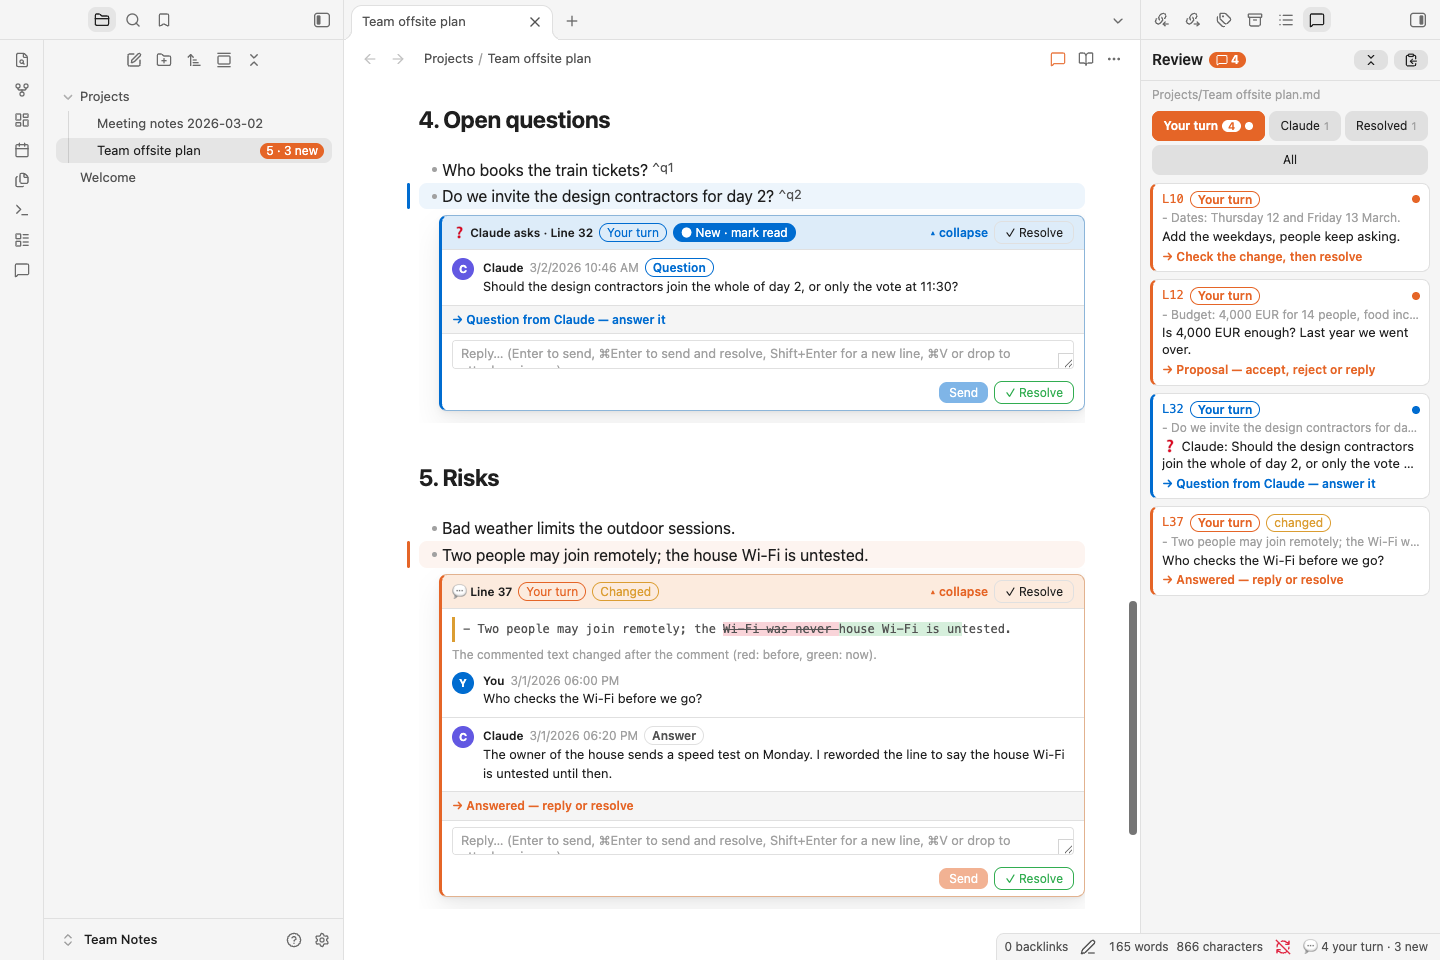 Team offsite plan
Projects
Meeting notes 2026-03-02
Team offsite plan
5 · 3 new
Welcome
Team Notes
Projects / Team offsite plan
4. Open questions
Who books the train tickets? ^q1
Do we invite the design contractors for day 2? ^q2
❓ Claude asks · Line 32 Your turn New · mark read ▴ collapse ✓ Resolve
C Claude 3/2/2026 10:46 AM Question
Should the design contractors join the whole of day 2, or only the vote at 11:30?
→ Question from Claude — answer it
Reply... (Enter to send, ⌘Enter to send and resolve, Shift+Enter for a new line, ⌘V or drop to
Send ✓ Resolve
5. Risks
Bad weather limits the outdoor sessions.
Two people may join remotely; the house Wi-Fi is untested.
💬 Line 37 Your turn Changed ▴ collapse ✓ Resolve
– Two people may join remotely; the Wi-Fi was never house Wi-Fi is untested.
The commented text changed after the comment (red: before, green: now).
Y You 3/1/2026 06:00 PM
Who checks the Wi-Fi before we go?
C Claude 3/1/2026 06:20 PM Answer
The owner of the house sends a speed test on Monday. I reworded the line to say the house Wi-Fi
is untested until then.
→ Answered — reply or resolve
Reply... (Enter to send, ⌘Enter to send and resolve, Shift+Enter for a new line, ⌘V or drop to
Send ✓ Resolve
Review 4
Projects/Team offsite plan.md
Your turn 4 Claude 1 Resolved 1
All
L10 Your turn
- Dates: Thursday 12 and Friday 13 March.
Add the weekdays, people keep asking.
→ Check the change, then resolve
L12 Your turn
- Budget: 4,000 EUR for 14 people, food inc...
Is 4,000 EUR enough? Last year we went
over.
→ Proposal — accept, reject or reply
L32 Your turn
- Do we invite the design contractors for da...
❓ Claude: Should the design contractors
join the whole of day 2, or only the vote ...
→ Question from Claude — answer it
L37 Your turn changed
- Two people may join remotely; the Wi-Fi w...
Who checks the Wi-Fi before we go?
→ Answered — reply or resolve
0 backlinks 165 words 866 characters 💬 4 your turn · 3 new